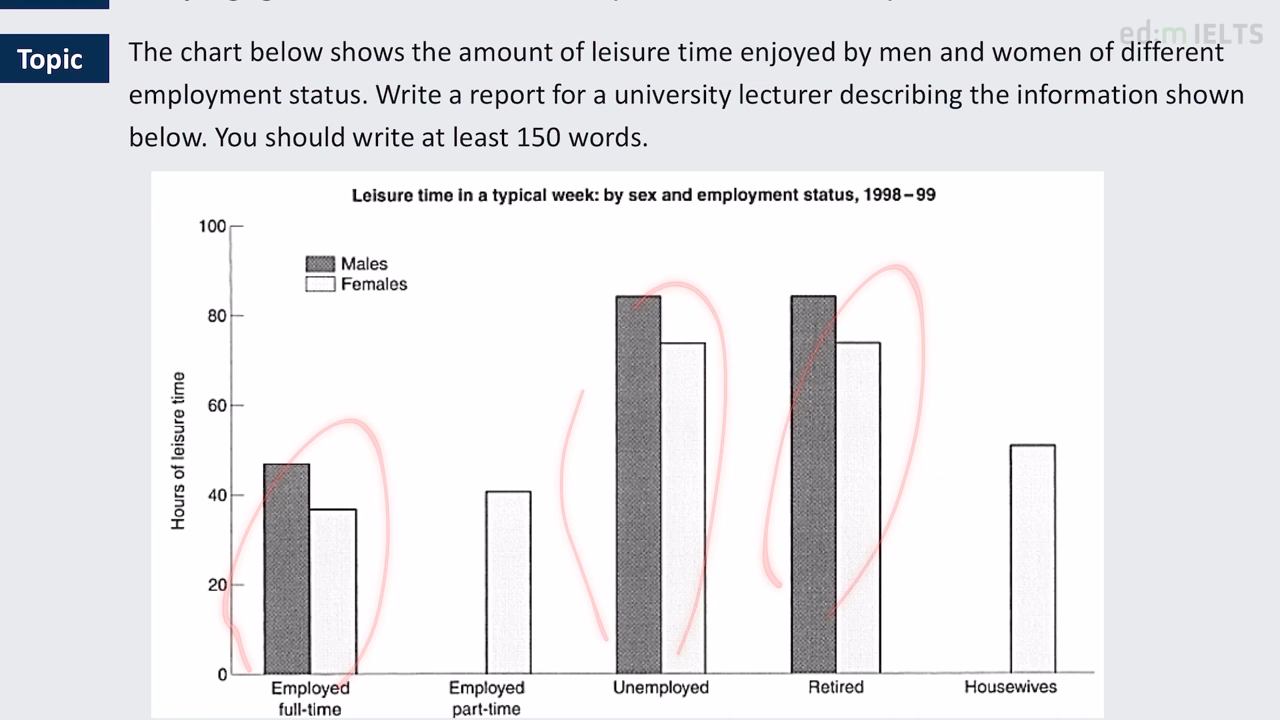 ed:m IELTS
Topic
The chart below shows the amount of leisure time enjoyed by men and women of different
employment status. Write a report for a university lecturer describing the information shown
below. You should write at least 150 words.
Leisure time in a typical week: by sex and employment status, 1998–99
Hours of leisure time
100
80
60
40
20
0
Males
Females
Employed
full-time
Employed
part-time
Unemployed
Retired
Housewives